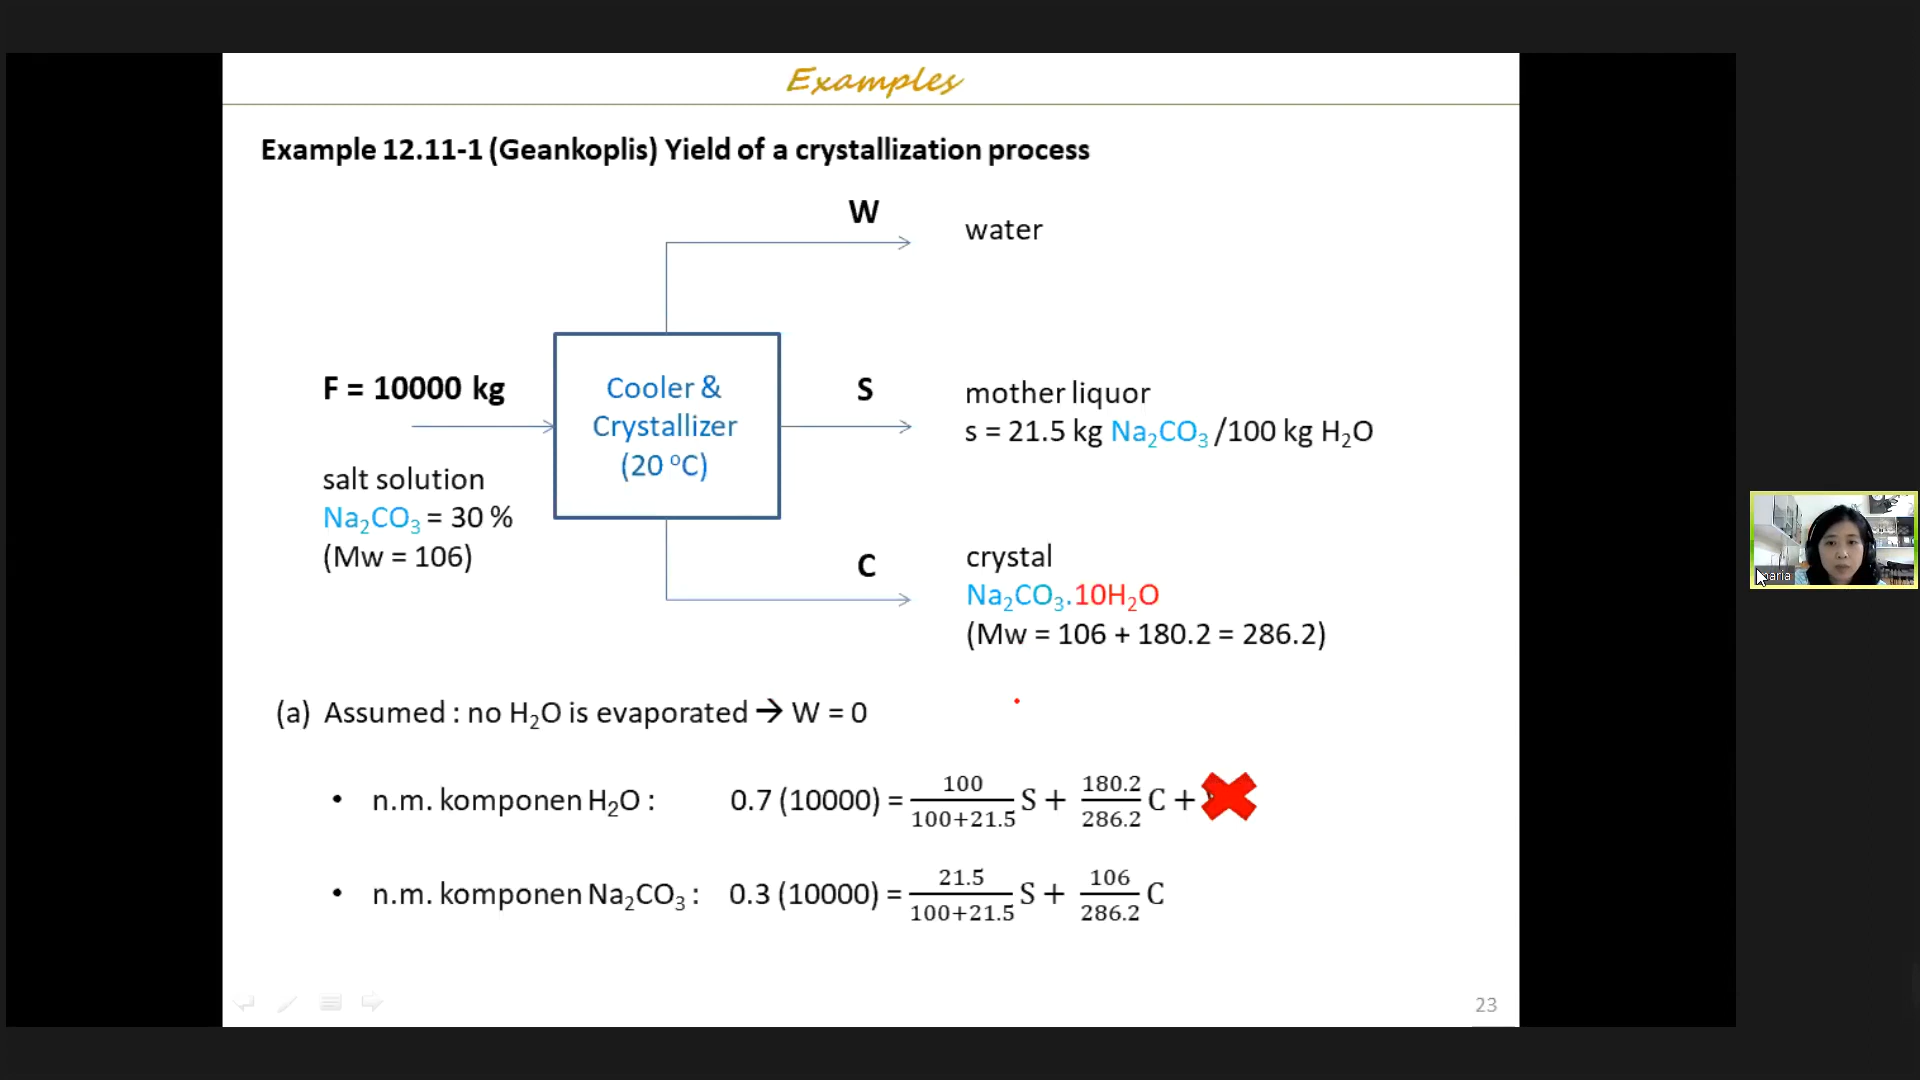 Examples
Example 12.11-1 (Geankoplis) Yield of a crystallization process
W
water
F = 10000 kg
Cooler &
Crystallizer
(20 °C)
S
mother liquor
s = 21.5 kg Na₂CO₃ /100 kg H₂O
salt solution
Na₂CO₃ = 30 %
(Mw = 106)
C
crystal
Na₂CO₃.10H₂O
(Mw = 106 + 180.2 = 286.2)
(a) Assumed : no H₂O is evaporated → W = 0
• n.m. komponen H₂O : 0.7 (10000) = 100/(100+21.5) S + 180.2/286.2 C +
• n.m. komponen Na₂CO₃ : 0.3 (10000) = 21.5/(100+21.5) S + 106/286.2 C
23